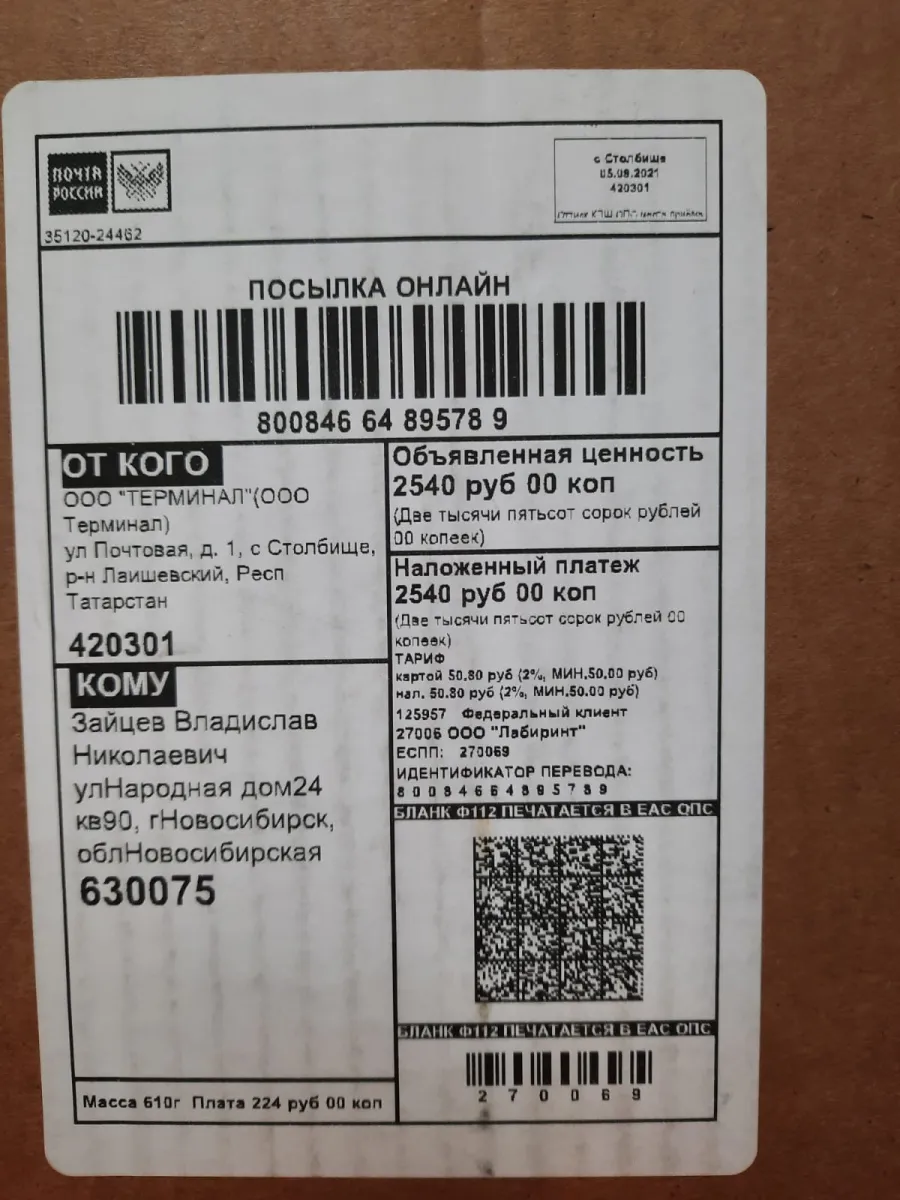 ПОЧТА
РОССИИ
с Столбище
05.08.2021
420301
35120-24462
ПОСЫЛКА ОНЛАЙН
800846 64 89578 9
ОТ КОГО
ООО "ТЕРМИНАЛ"(ООО
Терминал)
ул Почтовая, д. 1, с Столбище,
р-н Лаишевский, Респ
Татарстан
420301
Объявленная ценность
2540 руб 00 коп
(Две тысячи пятьсот сорок рублей
00 копеек)
Наложенный платеж
2540 руб 00 коп
(Две тысячи пятьсот сорок рублей 00
копеек)
ТАРИФ
картой 50.80 руб (2%, МИН.50.00 руб)
нал. 50.80 руб (2%, МИН.50.00 руб)
125957 Федеральный клиент
27006 ООО "Лабиринт"
ЕСПП: 270069
ИДЕНТИФИКАТОР ПЕРЕВОДА:
80084664895789
БЛАНК Ф112 ПЕЧАТАЕТСЯ В ЕАС ОПС
КОМУ
Зайцев Владислав
Николаевич
улНародная дом24
кв90, гНовосибирск,
облНовосибирская
630075
БЛАНК Ф112 ПЕЧАТАЕТСЯ В ЕАС ОПС
270069
Масса 610г Плата 224 руб 00 коп